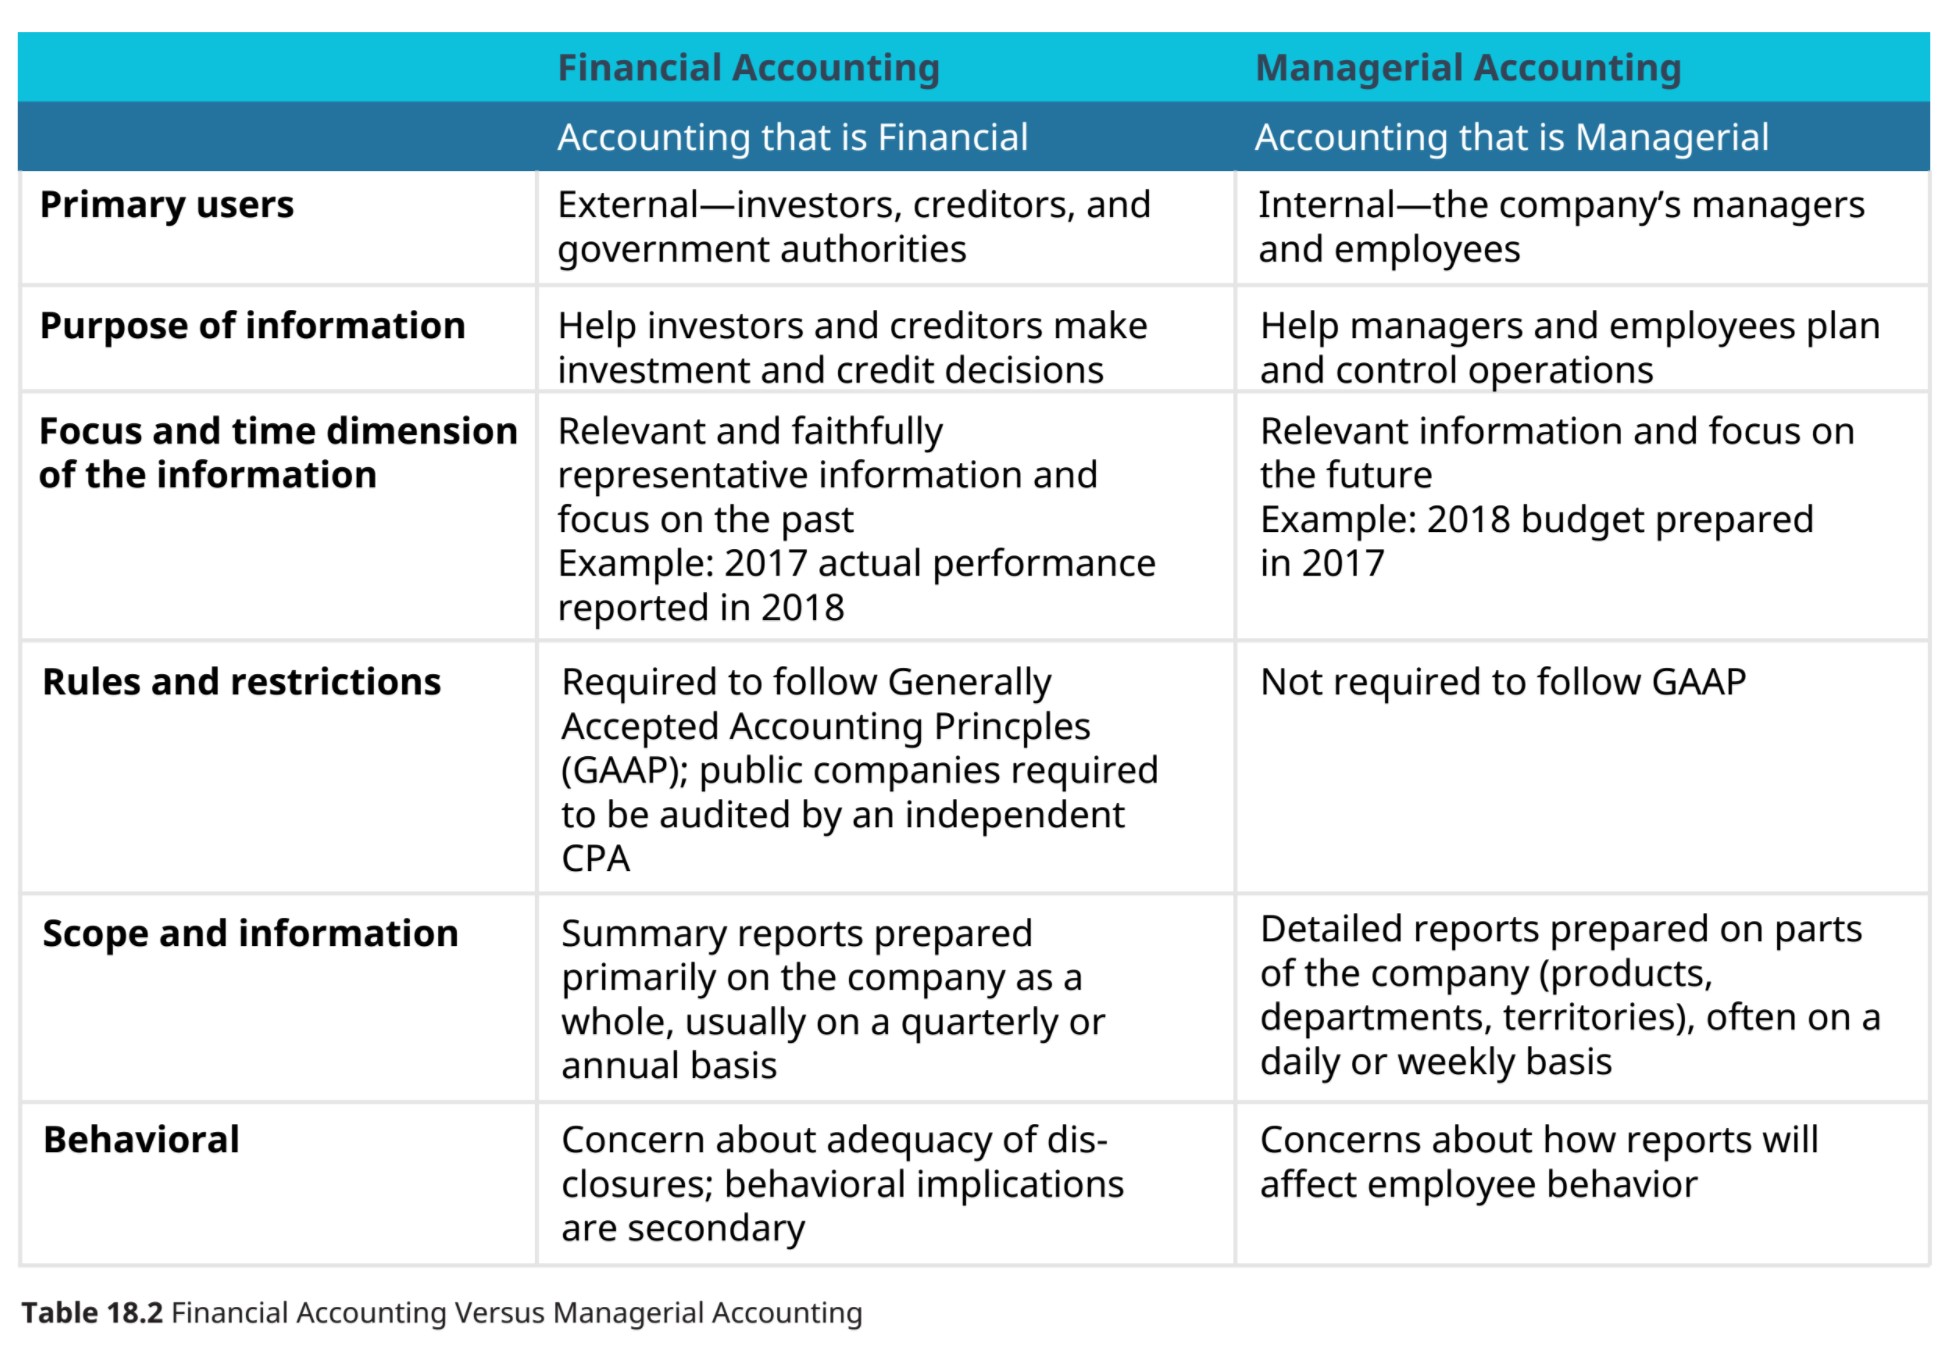 Financial Accounting
Managerial Accounting
Accounting that is Financial
Accounting that is Managerial
Primary users
External—investors, creditors, and
government authorities
Internal—the company’s managers
and employees
Purpose of information
Help investors and creditors make
investment and credit decisions
Help managers and employees plan
and control operations
Focus and time dimension
of the information
Relevant and faithfully
representative information and
focus on the past
Example: 2017 actual performance
reported in 2018
Relevant information and focus on
the future
Example: 2018 budget prepared
in 2017
Rules and restrictions
Required to follow Generally
Accepted Accounting Princples
(GAAP); public companies required
to be audited by an independent
CPA
Not required to follow GAAP
Scope and information
Summary reports prepared
primarily on the company as a
whole, usually on a quarterly or
annual basis
Detailed reports prepared on parts
of the company (products,
departments, territories), often on a
daily or weekly basis
Behavioral
Concern about adequacy of dis-
closures; behavioral implications
are secondary
Concerns about how reports will
affect employee behavior
Table 18.2 Financial Accounting Versus Managerial Accounting